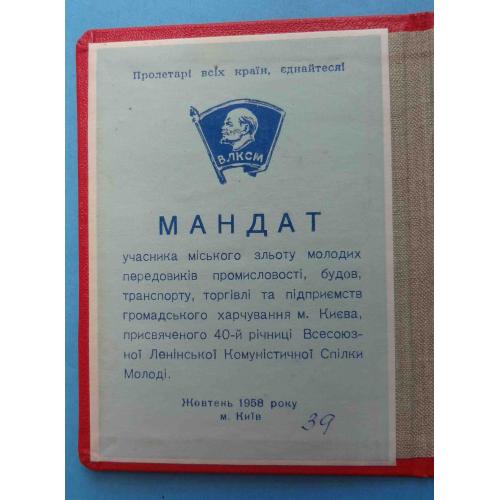 Пролетарі всіх країн, єднайтеся!
ВЛКСМ
МАНДАТ
учасника міського зльоту молодих
передовиків промисловості, будов,
транспорту, торгівлі та підприємств
громадського харчування м. Києва,
присвяченого 40-й річниці Всесоюз-
ної Ленінської Комуністичної Спілки
Молоді.
Жовтень 1958 року
м. Київ
39